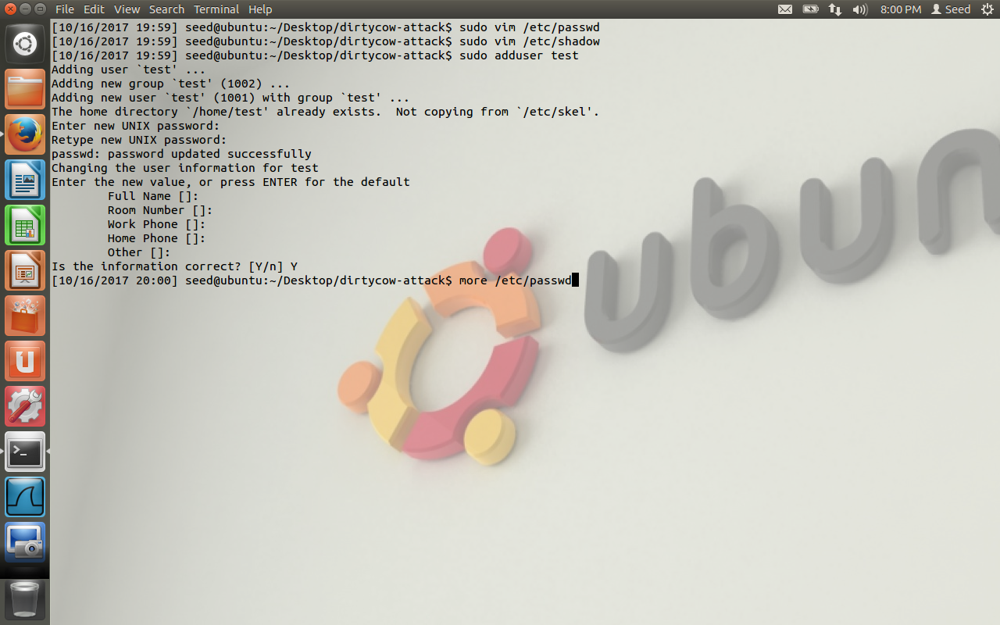 File Edit View Search Terminal Help 8:00 PM Seed
[10/16/2017 19:59] seed@ubuntu:~/Desktop/dirtycow-attack$ sudo vim /etc/passwd
[10/16/2017 19:59] seed@ubuntu:~/Desktop/dirtycow-attack$ sudo vim /etc/shadow
[10/16/2017 19:59] seed@ubuntu:~/Desktop/dirtycow-attack$ sudo adduser test
Adding user `test' ...
Adding new group `test' (1002) ...
Adding new user `test' (1001) with group `test' ...
The home directory `/home/test' already exists.  Not copying from `/etc/skel'.
Enter new UNIX password:
Retype new UNIX password:
passwd: password updated successfully
Changing the user information for test
Enter the new value, or press ENTER for the default
        Full Name []:
        Room Number []:
        Work Phone []:
        Home Phone []:
        Other []:
Is the information correct? [Y/n] Y
[10/16/2017 20:00] seed@ubuntu:~/Desktop/dirtycow-attack$ more /etc/passwd
ubun